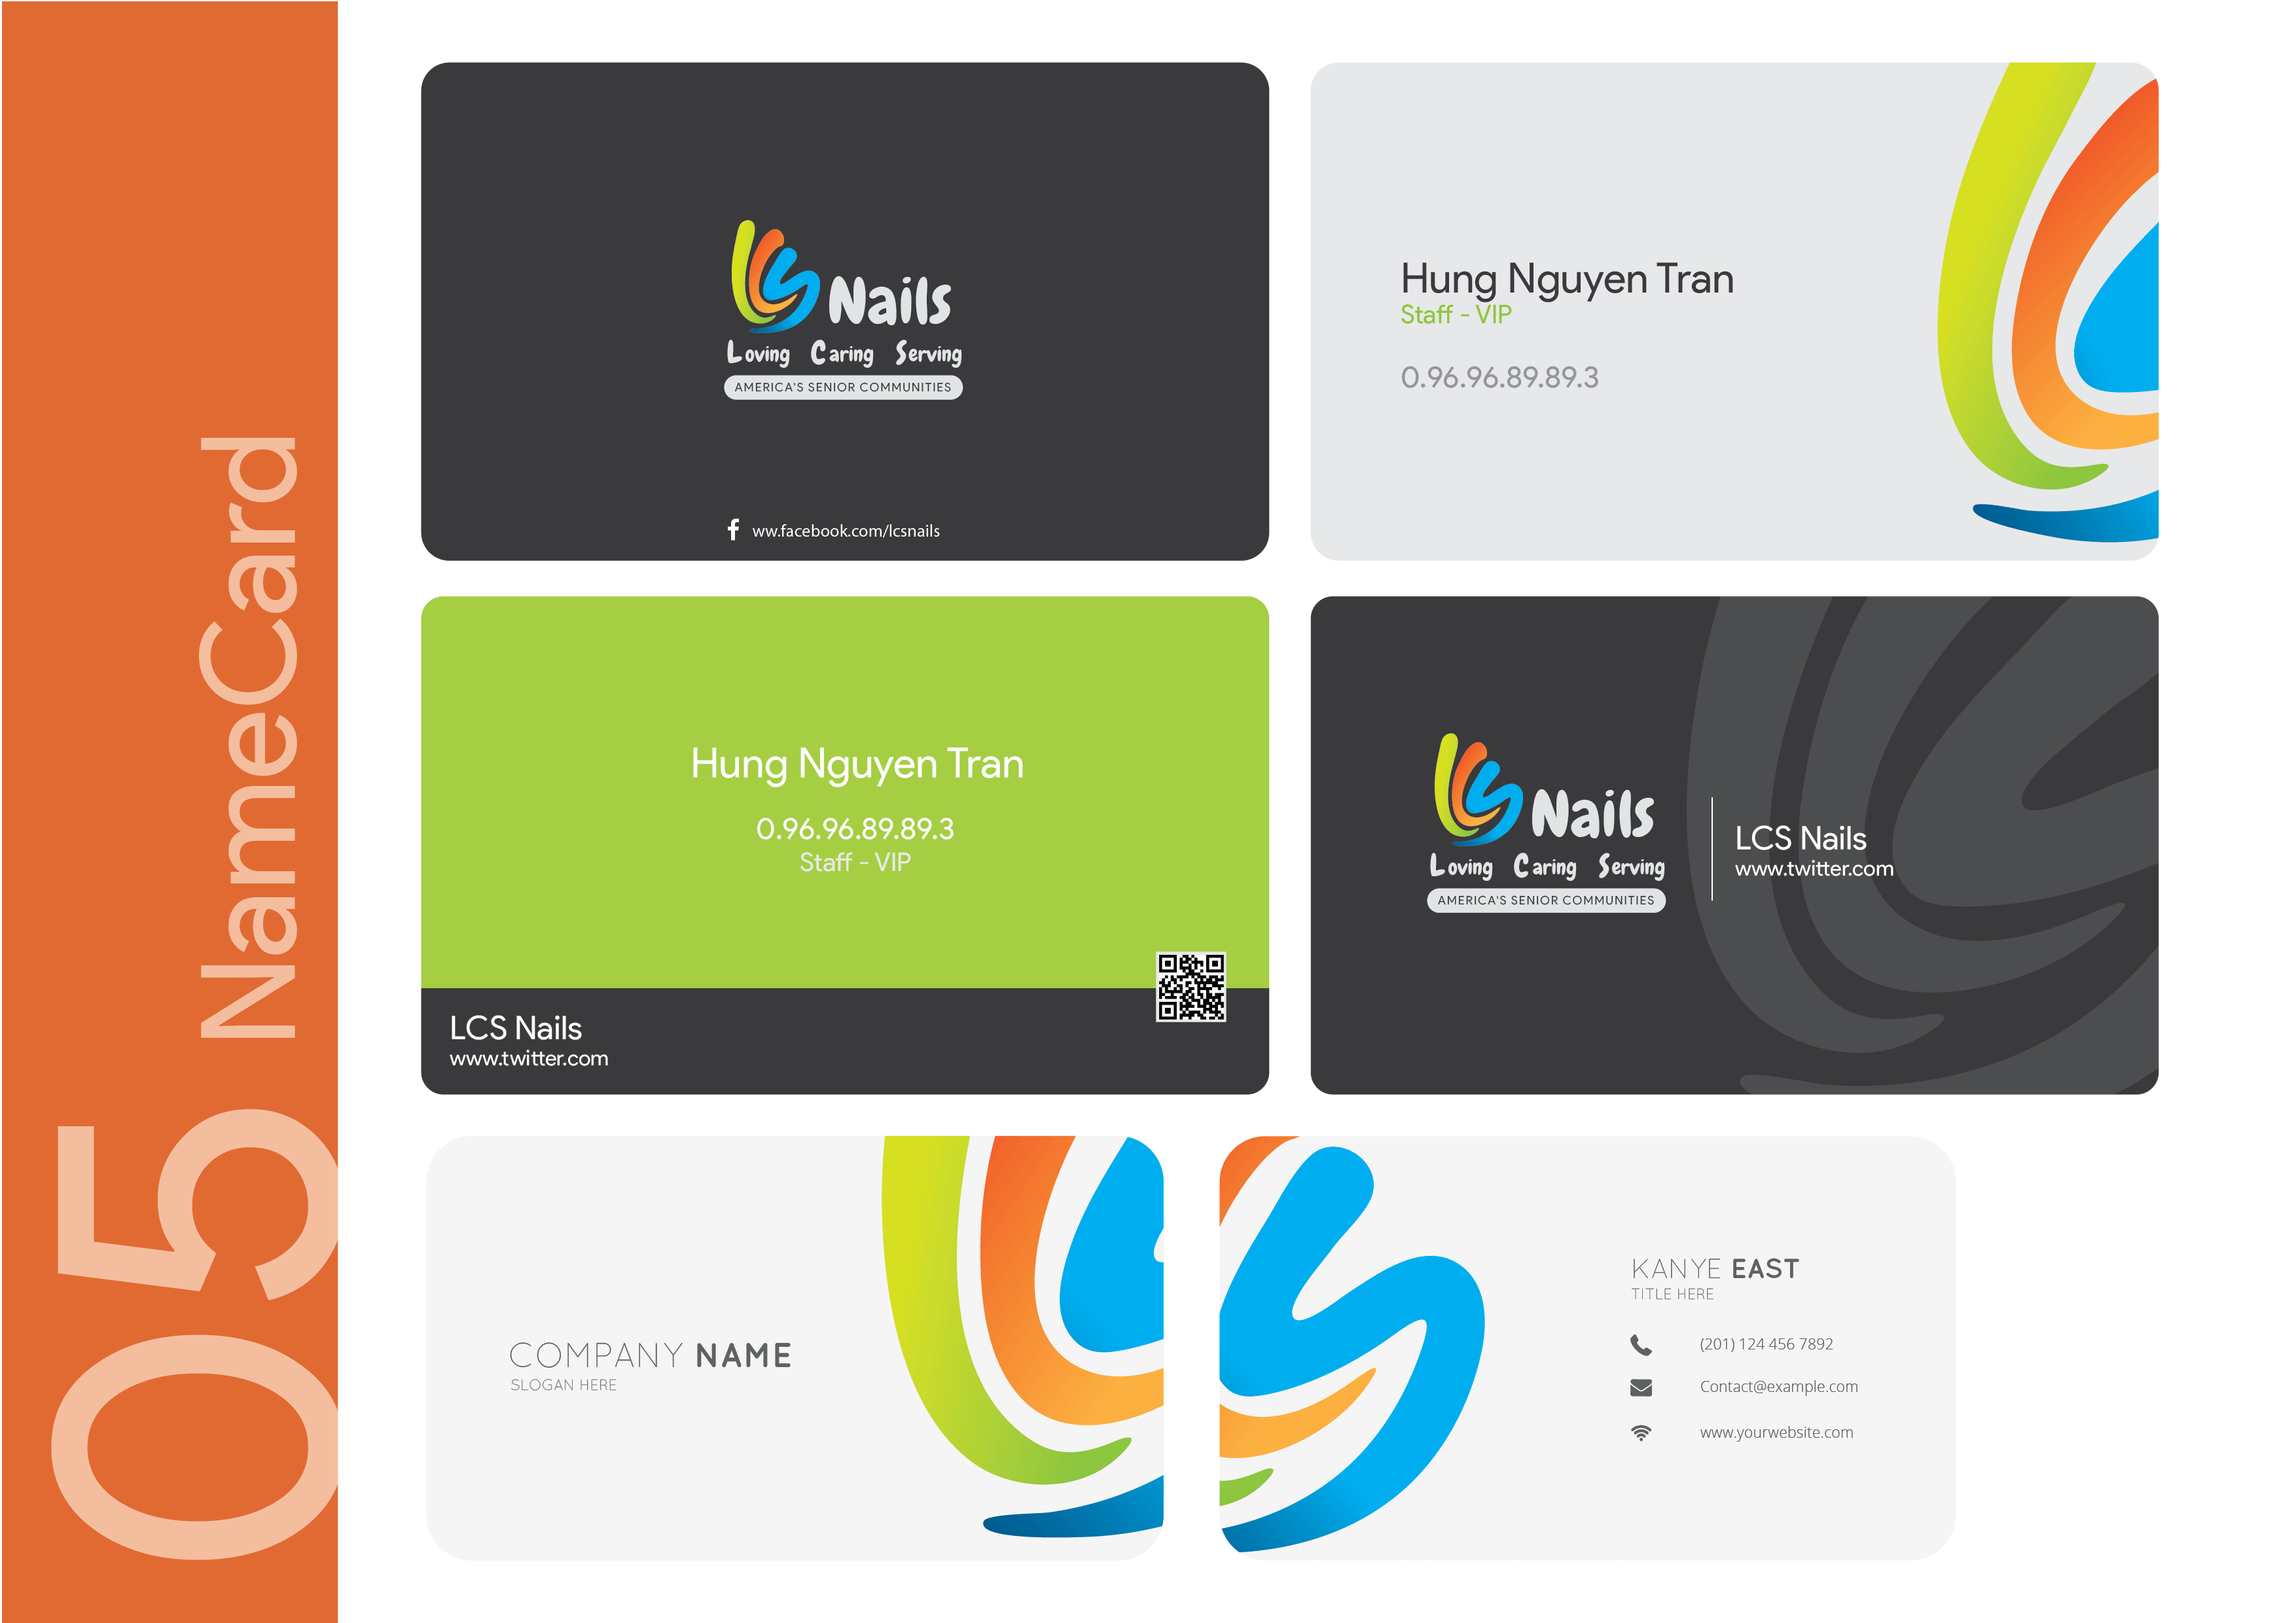 05 NameCard
LCS Nails
Loving Caring Serving
AMERICA'S SENIOR COMMUNITIES
ww.facebook.com/lcsnails
Hung Nguyen Tran
Staff - VIP
0.96.96.89.89.3
Hung Nguyen Tran
0.96.96.89.89.3
Staff - VIP
LCS Nails
www.twitter.com
LCS Nails
Loving Caring Serving
AMERICA'S SENIOR COMMUNITIES
LCS Nails
www.twitter.com
COMPANY NAME
SLOGAN HERE
KANYE EAST
TITLE HERE
(201) 124 456 7892
Contact@example.com
www.yourwebsite.com